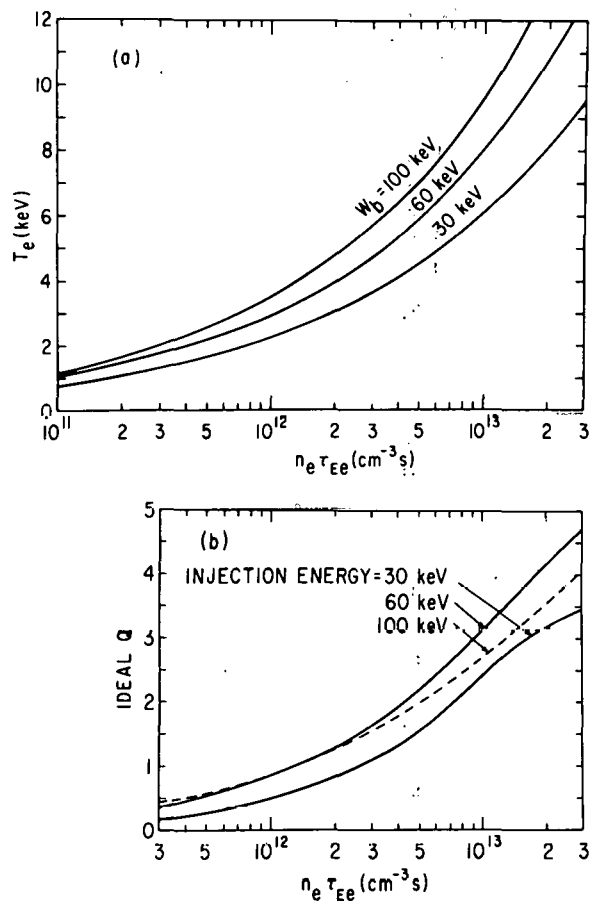 12
(a)
10
8
W_b = 100 keV
60 keV
30 keV
6
T_e (keV)
4
2
0
10^11 2 3 5 10^12 2 3 5 10^13 2 3
n_e τ_Ee (cm^-3 s)
5
(b)
INJECTION ENERGY = 30 keV
60 keV
100 keV
4
3
IDEAL Q
2
1
0
3 5 10^12 2 3 5 10^13 2 3
n_e τ_Ee (cm^-3 s)